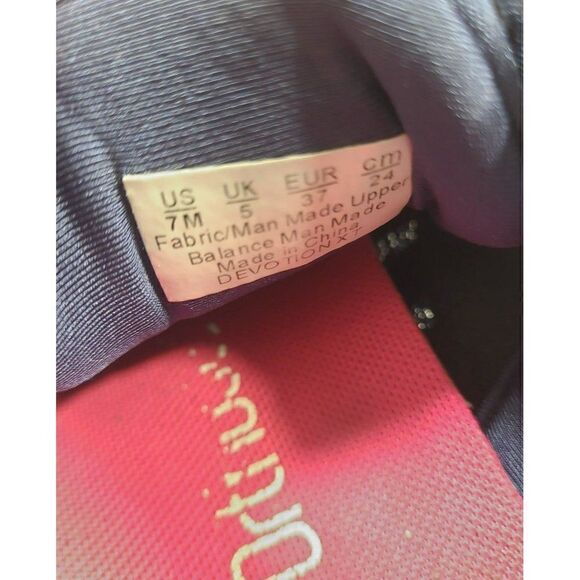 US UK EUR cm
7M 5 37 24
Fabric/Man Made Upper
Balance Man Made
Made in China
DEVOTION XT